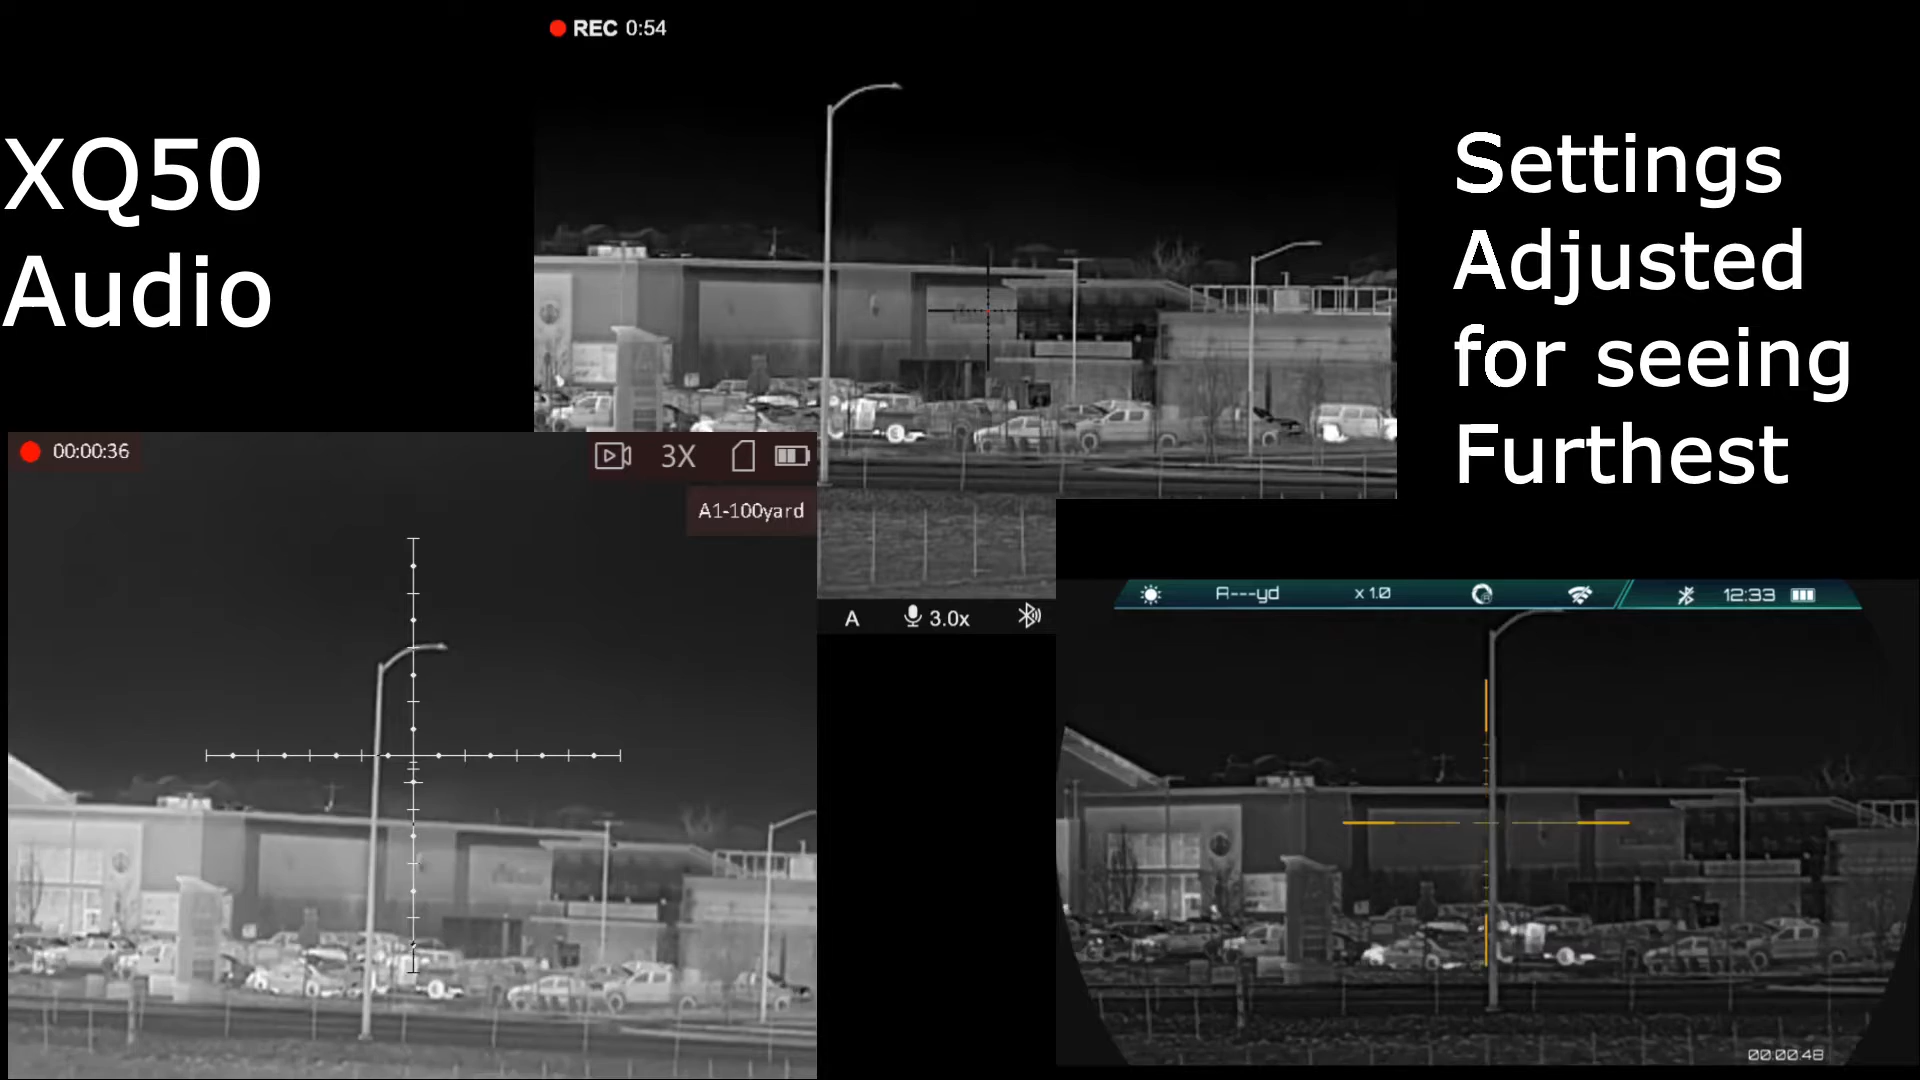 REC 0:54
XQ50
Audio
Settings
Adjusted
for seeing
Furthest
00:00:36
3X
A1-100yard
A
3.0x
A---yd
x 1.0
12:33
00:00:48